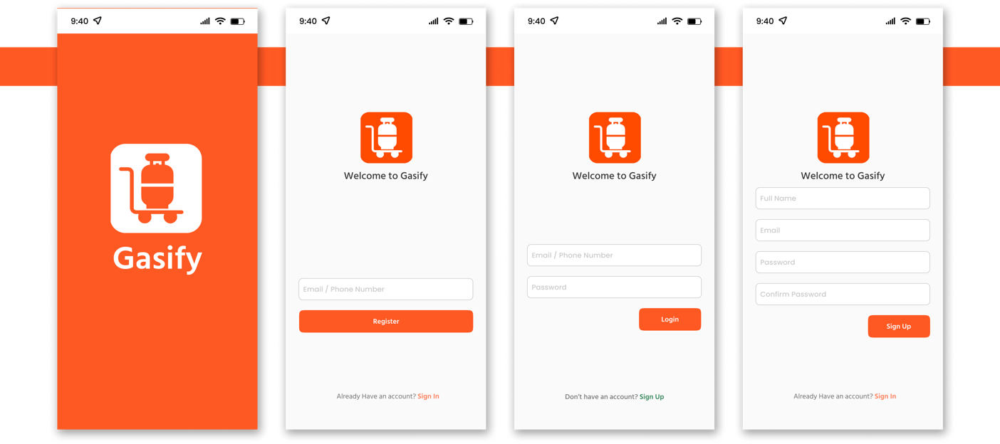 9:40
Gasify
9:40
Welcome to Gasify
Email / Phone Number
Register
Already Have an account? Sign In
9:40
Welcome to Gasify
Email / Phone Number
Password
Login
Don't have an account? Sign Up
9:40
Welcome to Gasify
Full Name
Email
Password
Confirm Password
Sign Up
Already Have an account? Sign In